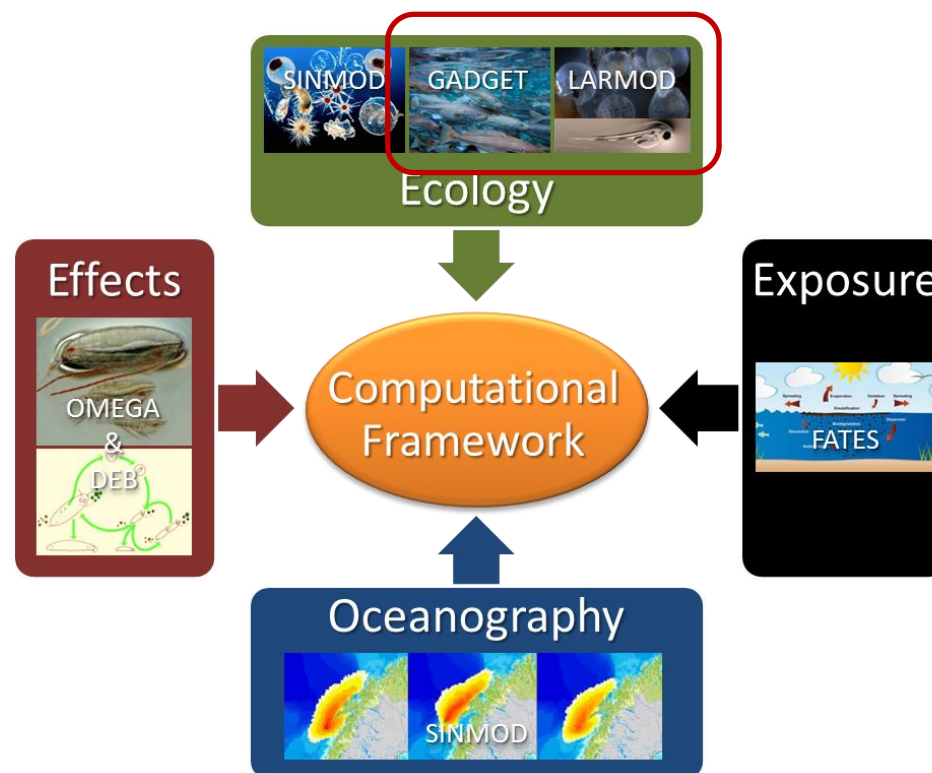 SINMOD
GADGET
LARMOD
Ecology
Effects
OMEGA
&
DEB
Computational
Framework
Exposure
FATES
Oceanography
SINMOD